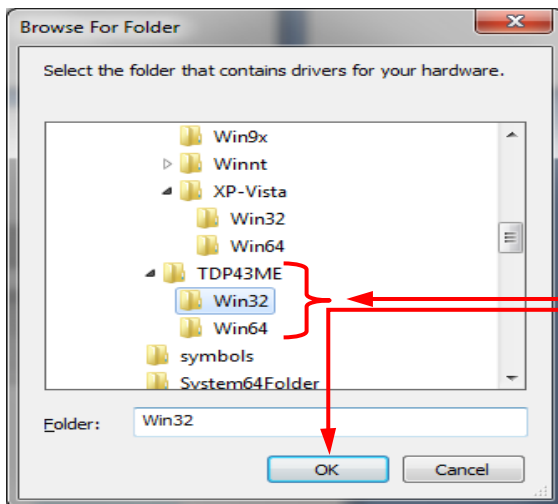 Browse For Folder
Select the folder that contains drivers for your hardware.
Win9x
Winnt
XP-Vista
Win32
Win64
TDP43ME
Win32
Win64
symbols
System64Folder
Folder: Win32
OK Cancel